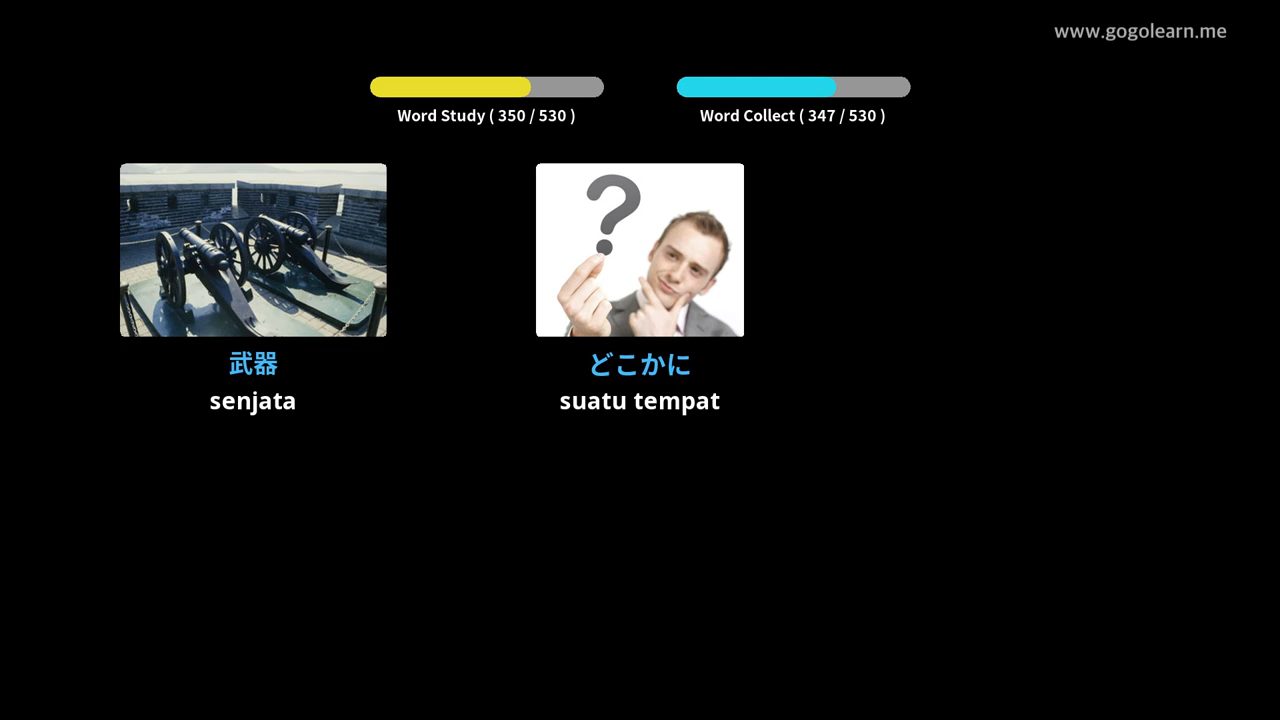 www.gogolearn.me
Word Study ( 350 / 530 )
Word Collect ( 347 / 530 )
武器
senjata
どこかに
suatu tempat